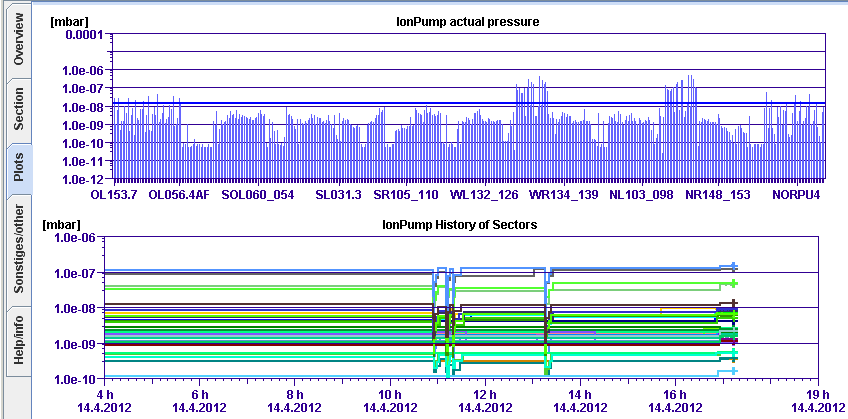 Overview
Section
Plots
Sonstiges/other
Help/info
[mbar] IonPump actual pressure
0.0001
1.0e-06
1.0e-07
1.0e-08
1.0e-09
1.0e-10
1.0e-11
1.0e-12
OL153.7 OL056.4AF SOL060_054 SL031.3 SR105_110 WL132_126 WR134_139 NL103_098 NR148_153 NORPU4
[mbar] IonPump History of Sectors
1.0e-06
1.0e-07
1.0e-08
1.0e-09
1.0e-10
4 h 6 h 8 h 10 h 12 h 14 h 16 h 19 h
14.4.2012 14.4.2012 14.4.2012 14.4.2012 14.4.2012 14.4.2012 14.4.2012 14.4.2012